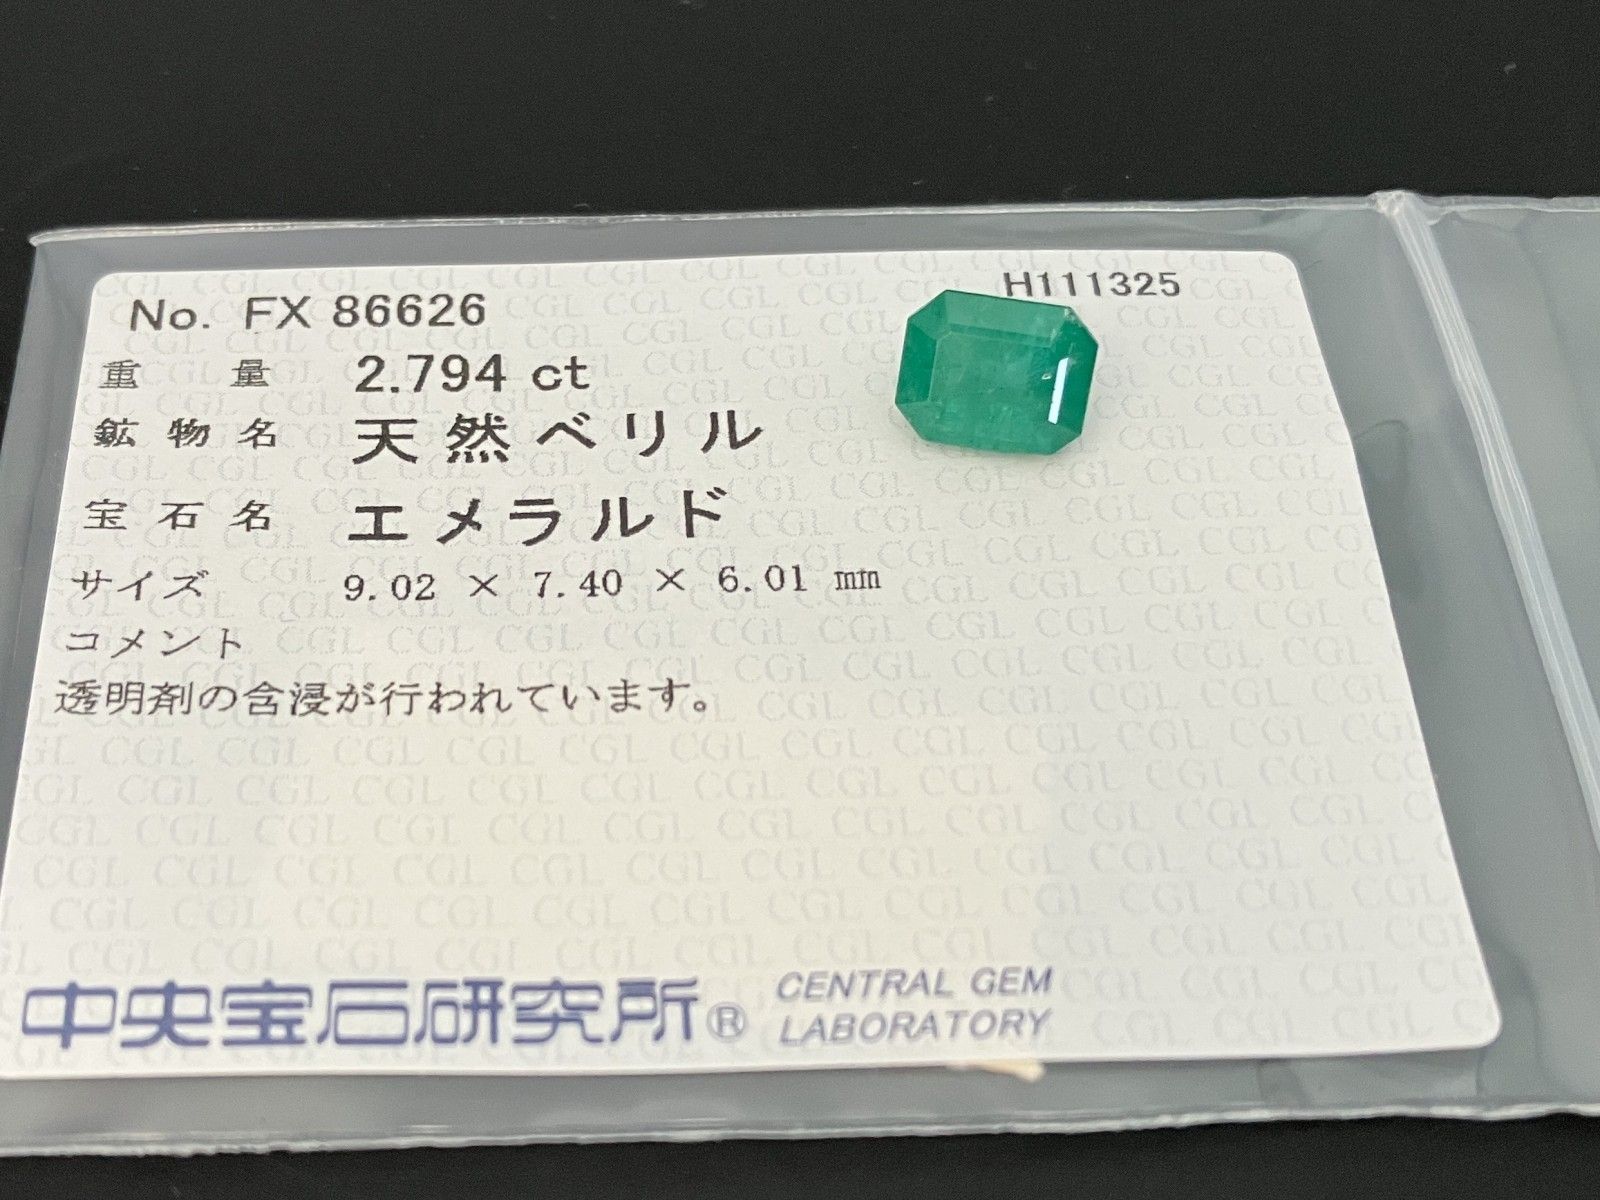 No. FX 86626
H111325
重量 2.794 ct
鉱物名 天然ベリル
宝石名 エメラルド
サイズ 9.02 × 7.40 × 6.01 mm
コメント
透明剤の含浸が行われています。
中央宝石研究所® CENTRAL GEM
LABORATORY
CGL